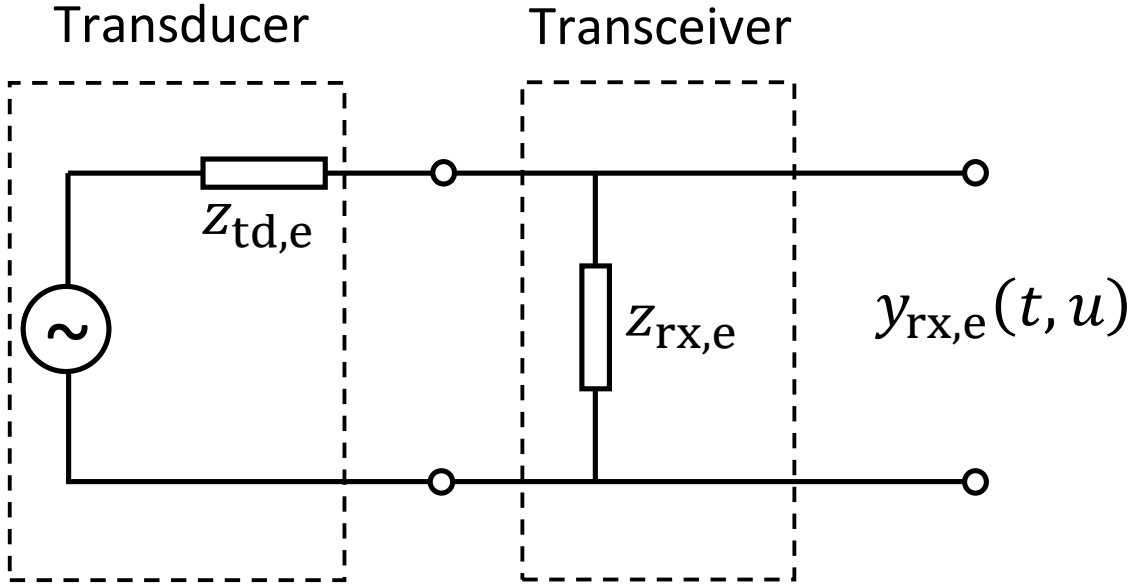 Transducer
Transceiver
z_td,e
~
z_rx,e
y_rx,e(t, u)